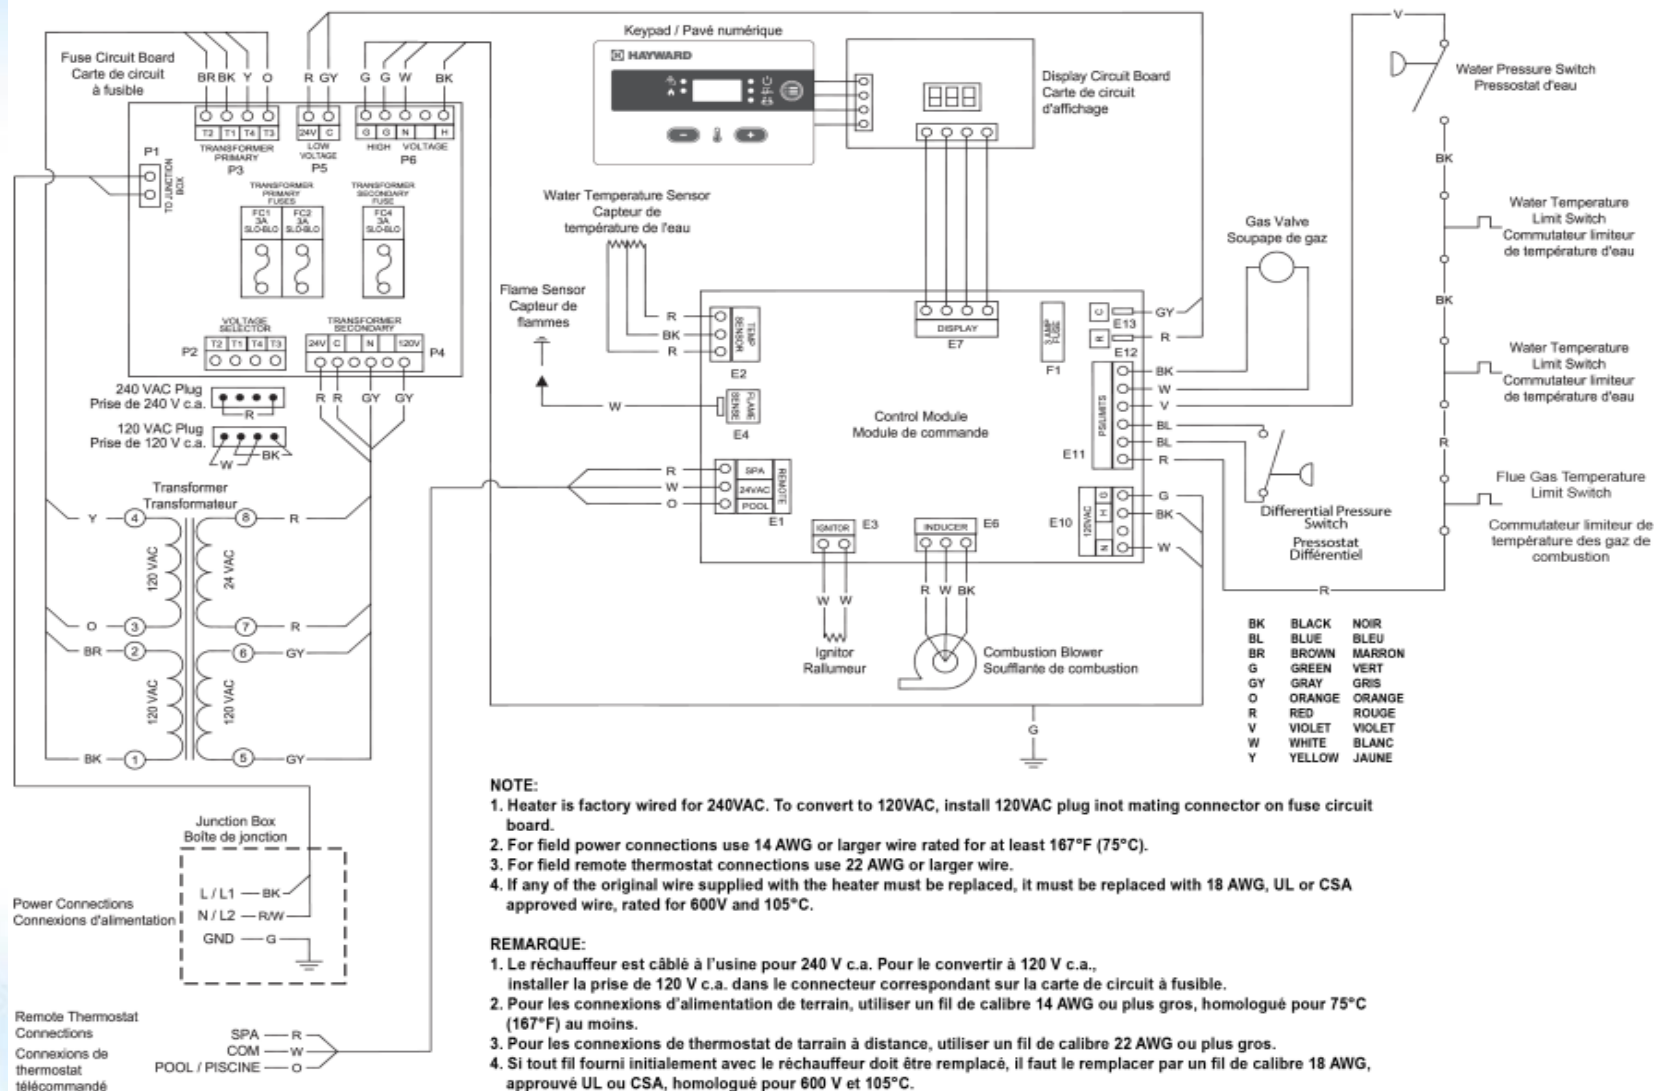 Fuse Circuit Board
Carte de circuit
à fusible
BR BK Y O
R GY
G G W BK
T2 T1 T4 T3
TRANSFORMER
PRIMARY
P3
24V C
LOW
VOLTAGE
P5
G G N H
HIGH VOLTAGE
P6
P1
TO JUNCTION
BOX
TRANSFORMER
PRIMARY
FUSES
FC1
3A
SLO-BLO
FC2
3A
SLO-BLO
TRANSFORMER
SECONDARY
FUSE
FC4
3A
SLO-BLO
VOLTAGE
SELECTOR
P2
T2 T1 T4 T3
TRANSFORMER
SECONDARY
24V C N 120V
P4
R R GY GY
240 VAC Plug
Prise de 240 V c.a.
R
120 VAC Plug
Prise de 120 V c.a.
W BK
Transformer
Transformateur
Y 4
8 R
120 VAC
24 VAC
O 3
7 R
BR 2
6 GY
120 VAC
120 VAC
BK 1
5 GY
Junction Box
Boîte de jonction
Power Connections
Connexions d'alimentation
L / L1 BK
N / L2 R/W
GND G
Remote Thermostat
Connections
Connexions de
thermostat
télécommandé
SPA R
COM W
POOL / PISCINE O
Keypad / Pavé numérique
HAYWARD
Display Circuit Board
Carte de circuit
d'affichage
Water Temperature Sensor
Capteur de
température de l'eau
Flame Sensor
Capteur de
flammes
R
BK
R
TEMP
SENSOR
E2
W
FLAME
SENSE
E4
R SPA
W 24VAC
O POOL
REMOTE
E1
DISPLAY
E7
3 AMP
FUSE
F1
C
E13
GY
R
E12
R
Control Module
Module de commande
PS/LIMITS
E11
BK
W
V
BL
BL
R
E10
120VAC
G
H
N
G
BK
W
IGNITOR E3
INDUCER E6
W W
R W BK
Ignitor
Rallumeur
Combustion Blower
Soufflante de combustion
G
Gas Valve
Soupape de gaz
Differential Pressure
Switch
Pressostat
Différentiel
V
Water Pressure Switch
Pressostat d'eau
BK
Water Temperature
Limit Switch
Commutateur limiteur
de température d'eau
BK
Water Temperature
Limit Switch
Commutateur limiteur
de température d'eau
R
Flue Gas Temperature
Limit Switch
Commutateur limiteur de
température des gaz de
combustion
R
BK BLACK NOIR
BL BLUE BLEU
BR BROWN MARRON
G GREEN VERT
GY GRAY GRIS
O ORANGE ORANGE
R RED ROUGE
V VIOLET VIOLET
W WHITE BLANC
Y YELLOW JAUNE
NOTE:
1. Heater is factory wired for 240VAC. To convert to 120VAC, install 120VAC plug inot mating connector on fuse circuit
board.
2. For field power connections use 14 AWG or larger wire rated for at least 167°F (75°C).
3. For field remote thermostat connections use 22 AWG or larger wire.
4. If any of the original wire supplied with the heater must be replaced, it must be replaced with 18 AWG, UL or CSA
approved wire, rated for 600V and 105°C.
REMARQUE:
1. Le réchauffeur est câblé à l'usine pour 240 V c.a. Pour le convertir à 120 V c.a.,
installer la prise de 120 V c.a. dans le connecteur correspondant sur la carte de circuit à fusible.
2. Pour les connexions d'alimentation de terrain, utiliser un fil de calibre 14 AWG ou plus gros, homologué pour 75°C
(167°F) au moins.
3. Pour les connexions de thermostat de tarrain à distance, utiliser un fil de calibre 22 AWG ou plus gros.
4. Si tout fil fourni initialement avec le réchauffeur doit être remplacé, il faut le remplacer par un fil de calibre 18 AWG,
approuvé UL ou CSA, homologué pour 600 V et 105°C.